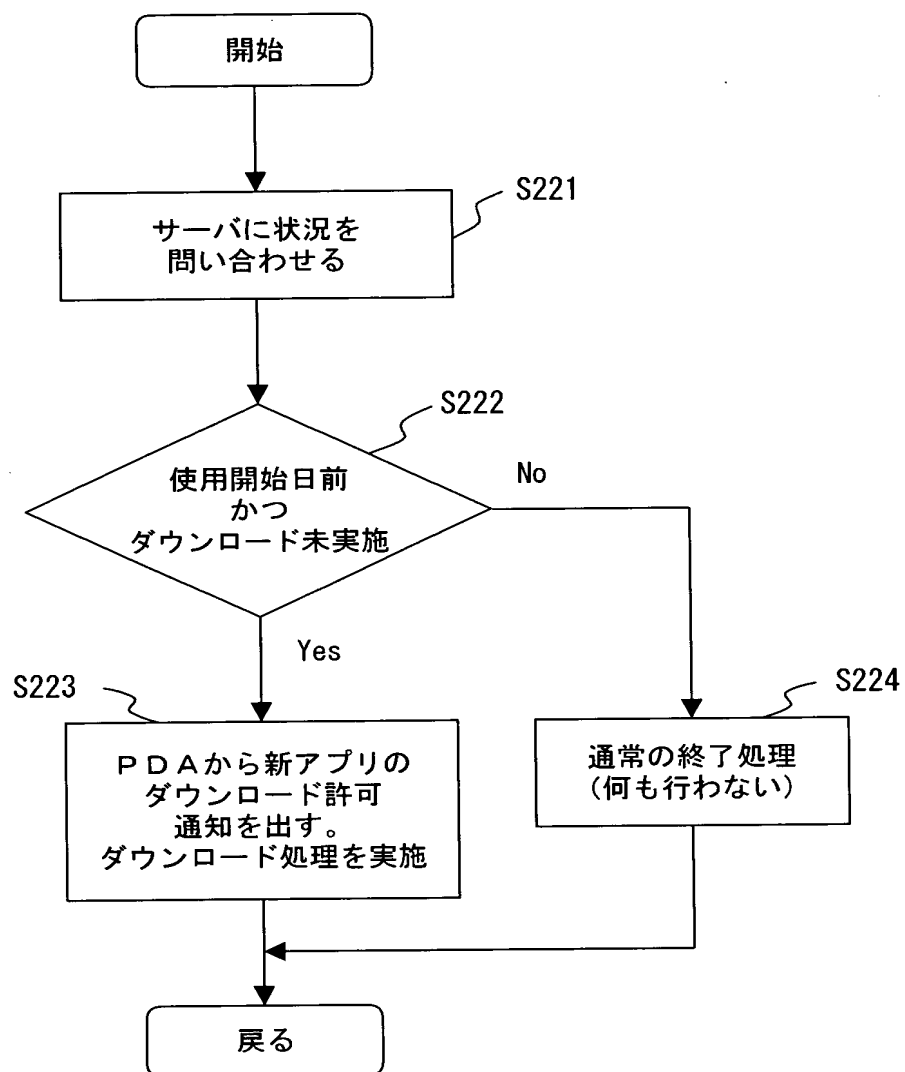 開始
S221
サーバに状況を
問い合わせる
S222
使用開始日前
かつ
ダウンロード未実施
No
Yes
S223
PDAから新アプリの
ダウンロード許可
通知を出す。
ダウンロード処理を実施
S224
通常の終了処理
(何も行わない)
戻る